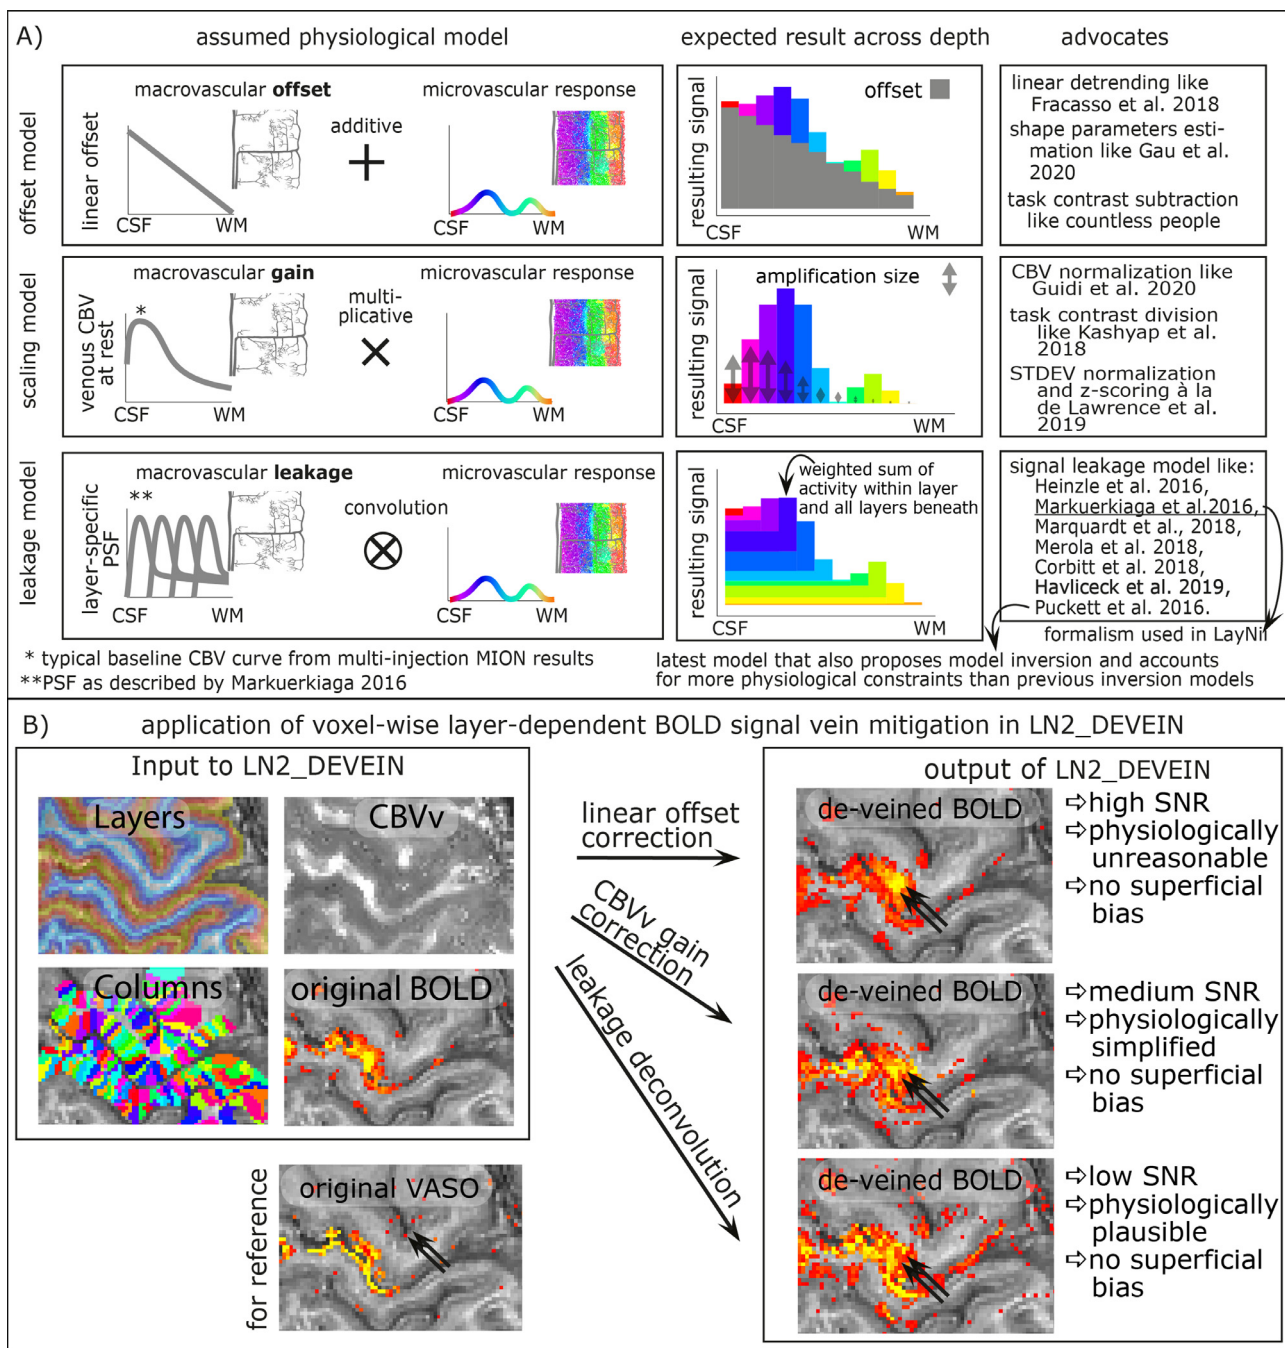 A)
assumed physiological model
expected result across depth
advocates
offset model
macrovascular offset
microvascular response
additive
+
linear offset
CSF
WM
CSF
WM
resulting signal
offset
CSF
WM
linear detrending like
Fracasso et al. 2018
shape parameters esti-
mation like Gau et al.
2020
task contrast subtraction
like countless people
scaling model
macrovascular gain
microvascular response
multi-
plicative
×
venous CBV
at rest
*
CSF
WM
CSF
WM
resulting signal
amplification size
CSF
WM
CBV normalization like
Guidi et al. 2020
task contrast division
like Kashyap et al.
2018
STDEV normalization
and z-scoring à la
de Lawrence et al.
2019
leakage model
macrovascular leakage
microvascular response
convolution
⊗
layer-specific
PSF
**
CSF
WM
CSF
WM
resulting signal
weighted sum of
activity within layer
and all layers beneath
CSF
WM
signal leakage model like:
Heinzle et al. 2016,
Markuerkiaga et al.2016,
Marquardt et al., 2018,
Merola et al. 2018,
Corbitt et al. 2018,
Havliceck et al. 2019,
Puckett et al. 2016.
formalism used in LayNii
* typical baseline CBV curve from multi-injection MION results
**PSF as described by Markuerkiaga 2016
latest model that also proposes model inversion and accounts
for more physiological constraints than previous inversion models
B)
application of voxel-wise layer-dependent BOLD signal vein mitigation in LN2_DEVEIN
Input to LN2_DEVEIN
Layers
CBVv
Columns
original BOLD
for reference
original VASO
linear offset
correction
CBVv gain
correction
leakage deconvolution
output of LN2_DEVEIN
de-veined BOLD
⇨high SNR
⇨physiologically
unreasonable
⇨no superficial
bias
de-veined BOLD
⇨medium SNR
⇨physiologically
simplified
⇨no superficial
bias
de-veined BOLD
⇨low SNR
⇨physiologically
plausible
⇨no superficial
bias